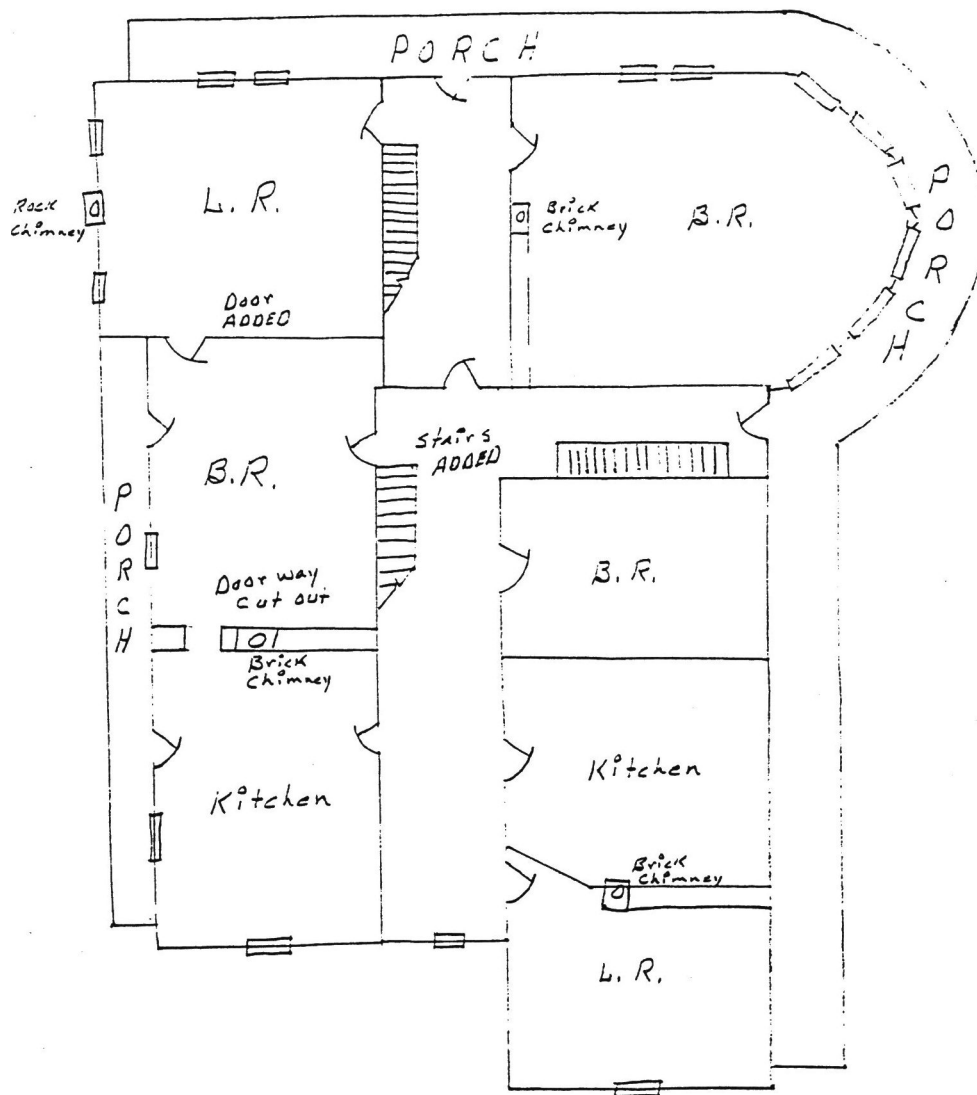 PORCH
L.R.
Rock
Chimney
Brick
Chimney
B.R.
PORCH
Door
ADDED
Stairs
ADDED
B.R.
PORCH
B.R.
Door way
cut out
Brick
Chimney
Kitchen
Kitchen
Brick
Chimney
L.R.